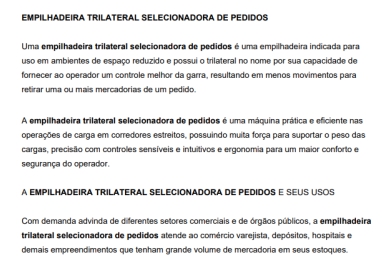 EMPILHADEIRA TRILATERAL SELECIONADORA DE PEDIDOS
Uma empilhadeira trilateral selecionadora de pedidos é uma empilhadeira indicada para
uso em ambientes de espaço reduzido e possui o trilateral no nome por sua capacidade de
fornecer ao operador um controle melhor da garra, resultando em menos movimentos para
retirar uma ou mais mercadorias de um pedido.
A empilhadeira trilateral selecionadora de pedidos é uma máquina prática e eficiente nas
operações de carga em corredores estreitos, possuindo muita força para suportar o peso das
cargas, precisão com controles sensíveis e intuitivos e ergonomia para um maior conforto e
segurança do operador.
A EMPILHADEIRA TRILATERAL SELECIONADORA DE PEDIDOS E SEUS USOS
Com demanda advinda de diferentes setores comerciais e de órgãos públicos, a empilhadeira
trilateral selecionadora de pedidos atende ao comércio varejista, depósitos, hospitais e
demais empreendimentos que tenham grande volume de mercadoria em seus estoques.